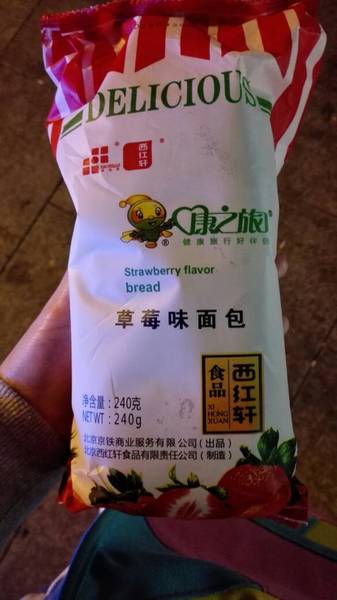 DELICIOUS
西红轩
康之旅
®
健康旅行好伴侣
Strawberry flavor
bread
草莓味面包
西红轩
食品
XI
HONG
XUAN
净含量：240克
NET WT：240g
北京京铁商业服务有限公司（出品）
北京西红轩食品有限责任公司（制造）